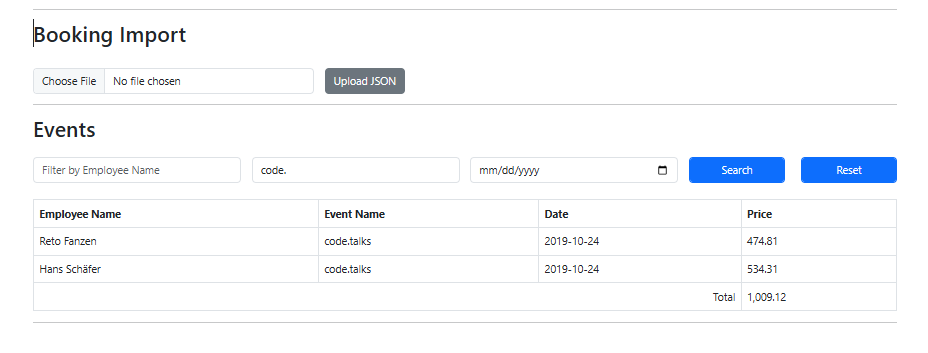 Booking Import
Choose File No file chosen Upload JSON
Events
Filter by Employee Name code. mm/dd/yyyy Search Reset
Employee Name Event Name Date Price
Reto Fanzen code.talks 2019-10-24 474.81
Hans Schäfer code.talks 2019-10-24 534.31
Total 1,009.12